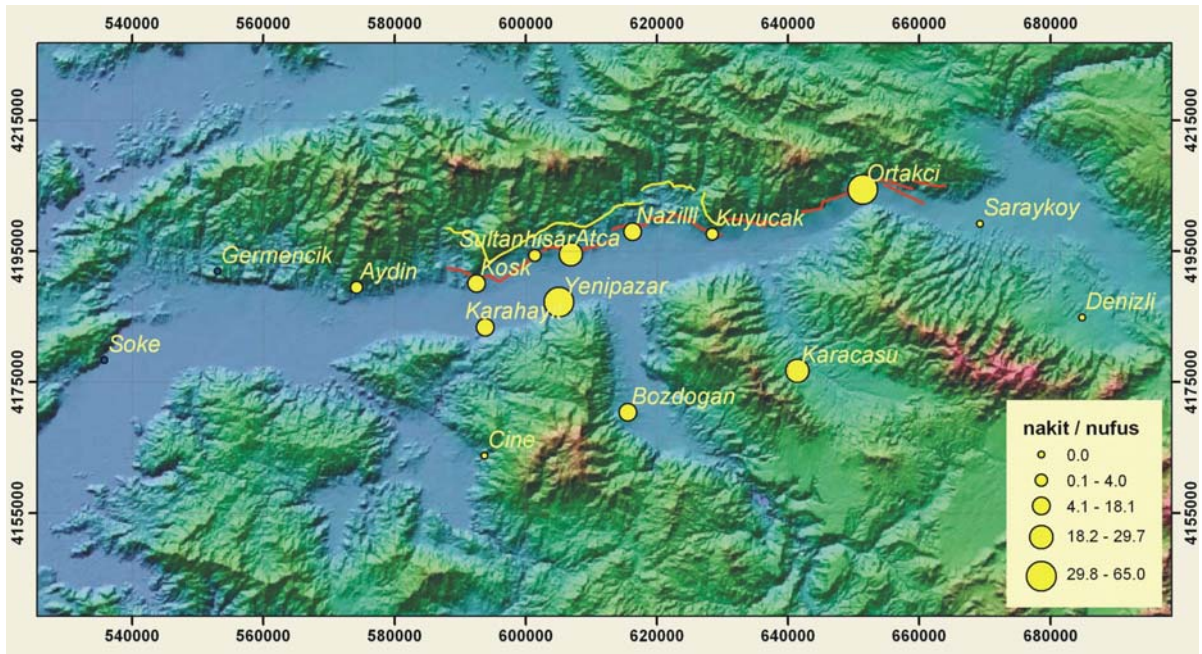 540000 560000 580000 600000 620000 640000 660000 680000
4215000 4215000
Ortakci
Saraykoy
Nazilli Kuyucak
Sultanhisar Atca
4195000 4195000
Germencik
Aydin
Kosk
Yenipazar
Denizli
Karahayit
Soke
Karacasu
4175000 4175000
Bozdogan
Cine
nakit / nufus
0.0
0.1 - 4.0
4.1 - 18.1
18.2 - 29.7
29.8 - 65.0
4155000 4155000
540000 560000 580000 600000 620000 640000 660000 680000